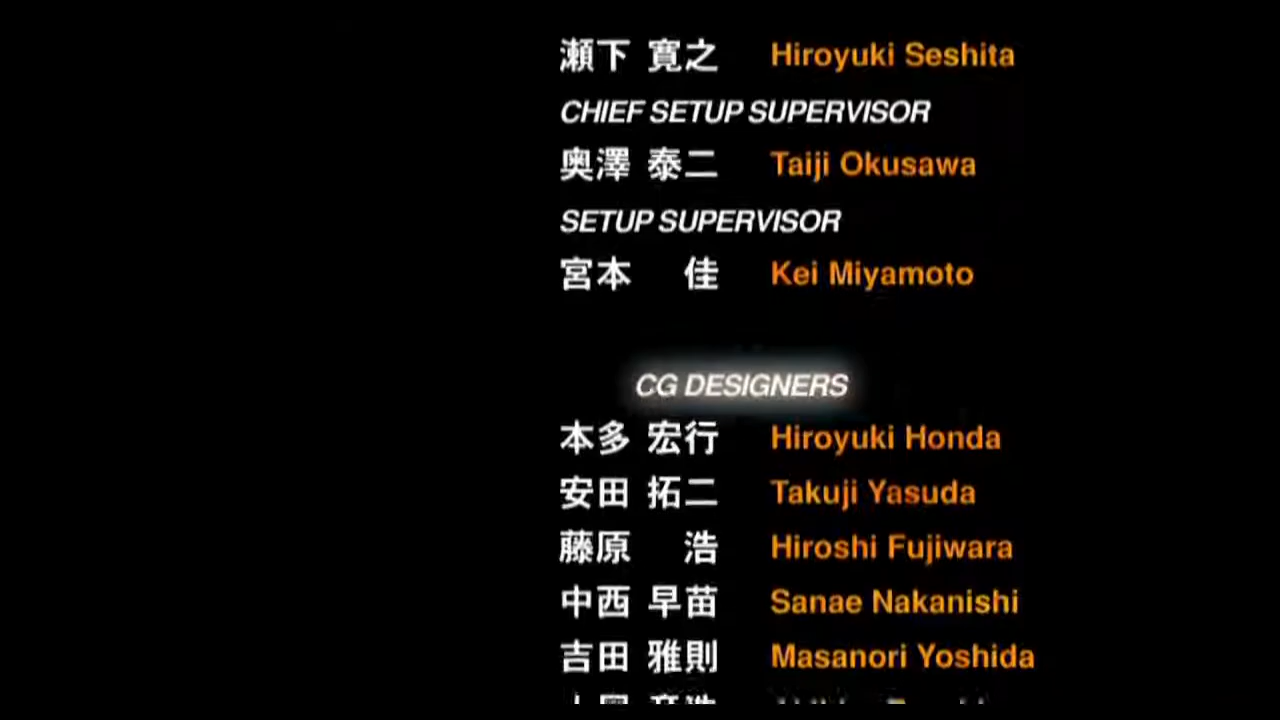 瀬下 寛之 Hiroyuki Seshita
CHIEF SETUP SUPERVISOR
奥澤 泰二 Taiji Okusawa
SETUP SUPERVISOR
宮本 佳 Kei Miyamoto
CG DESIGNERS
本多 宏行 Hiroyuki Honda
安田 拓二 Takuji Yasuda
藤原 浩 Hiroshi Fujiwara
中西 早苗 Sanae Nakanishi
吉田 雅則 Masanori Yoshida